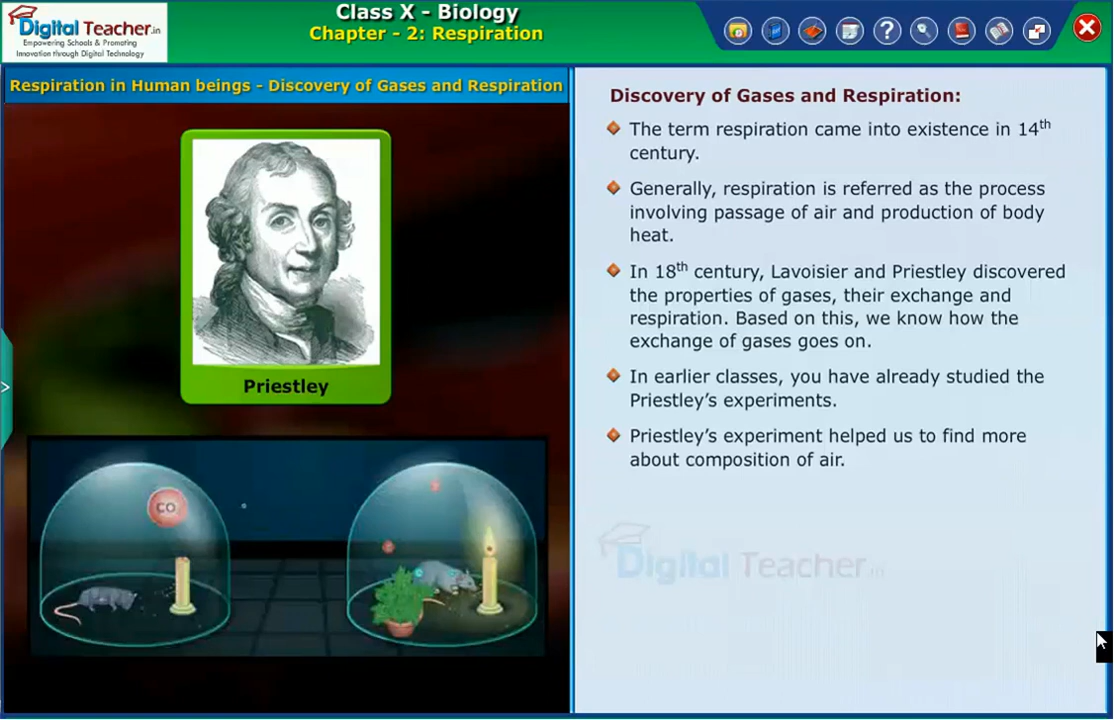 Digital Teacher.in
Empowering Schools & Promoting
Innovation through Digital Technology
Class X - Biology
Chapter - 2: Respiration
Respiration in Human beings - Discovery of Gases and Respiration
Priestley
CO
Discovery of Gases and Respiration:
The term respiration came into existence in 14th
century.
Generally, respiration is referred as the process
involving passage of air and production of body
heat.
In 18th century, Lavoisier and Priestley discovered
the properties of gases, their exchange and
respiration. Based on this, we know how the
exchange of gases goes on.
In earlier classes, you have already studied the
Priestley's experiments.
Priestley's experiment helped us to find more
about composition of air.
Digital Teacher.in